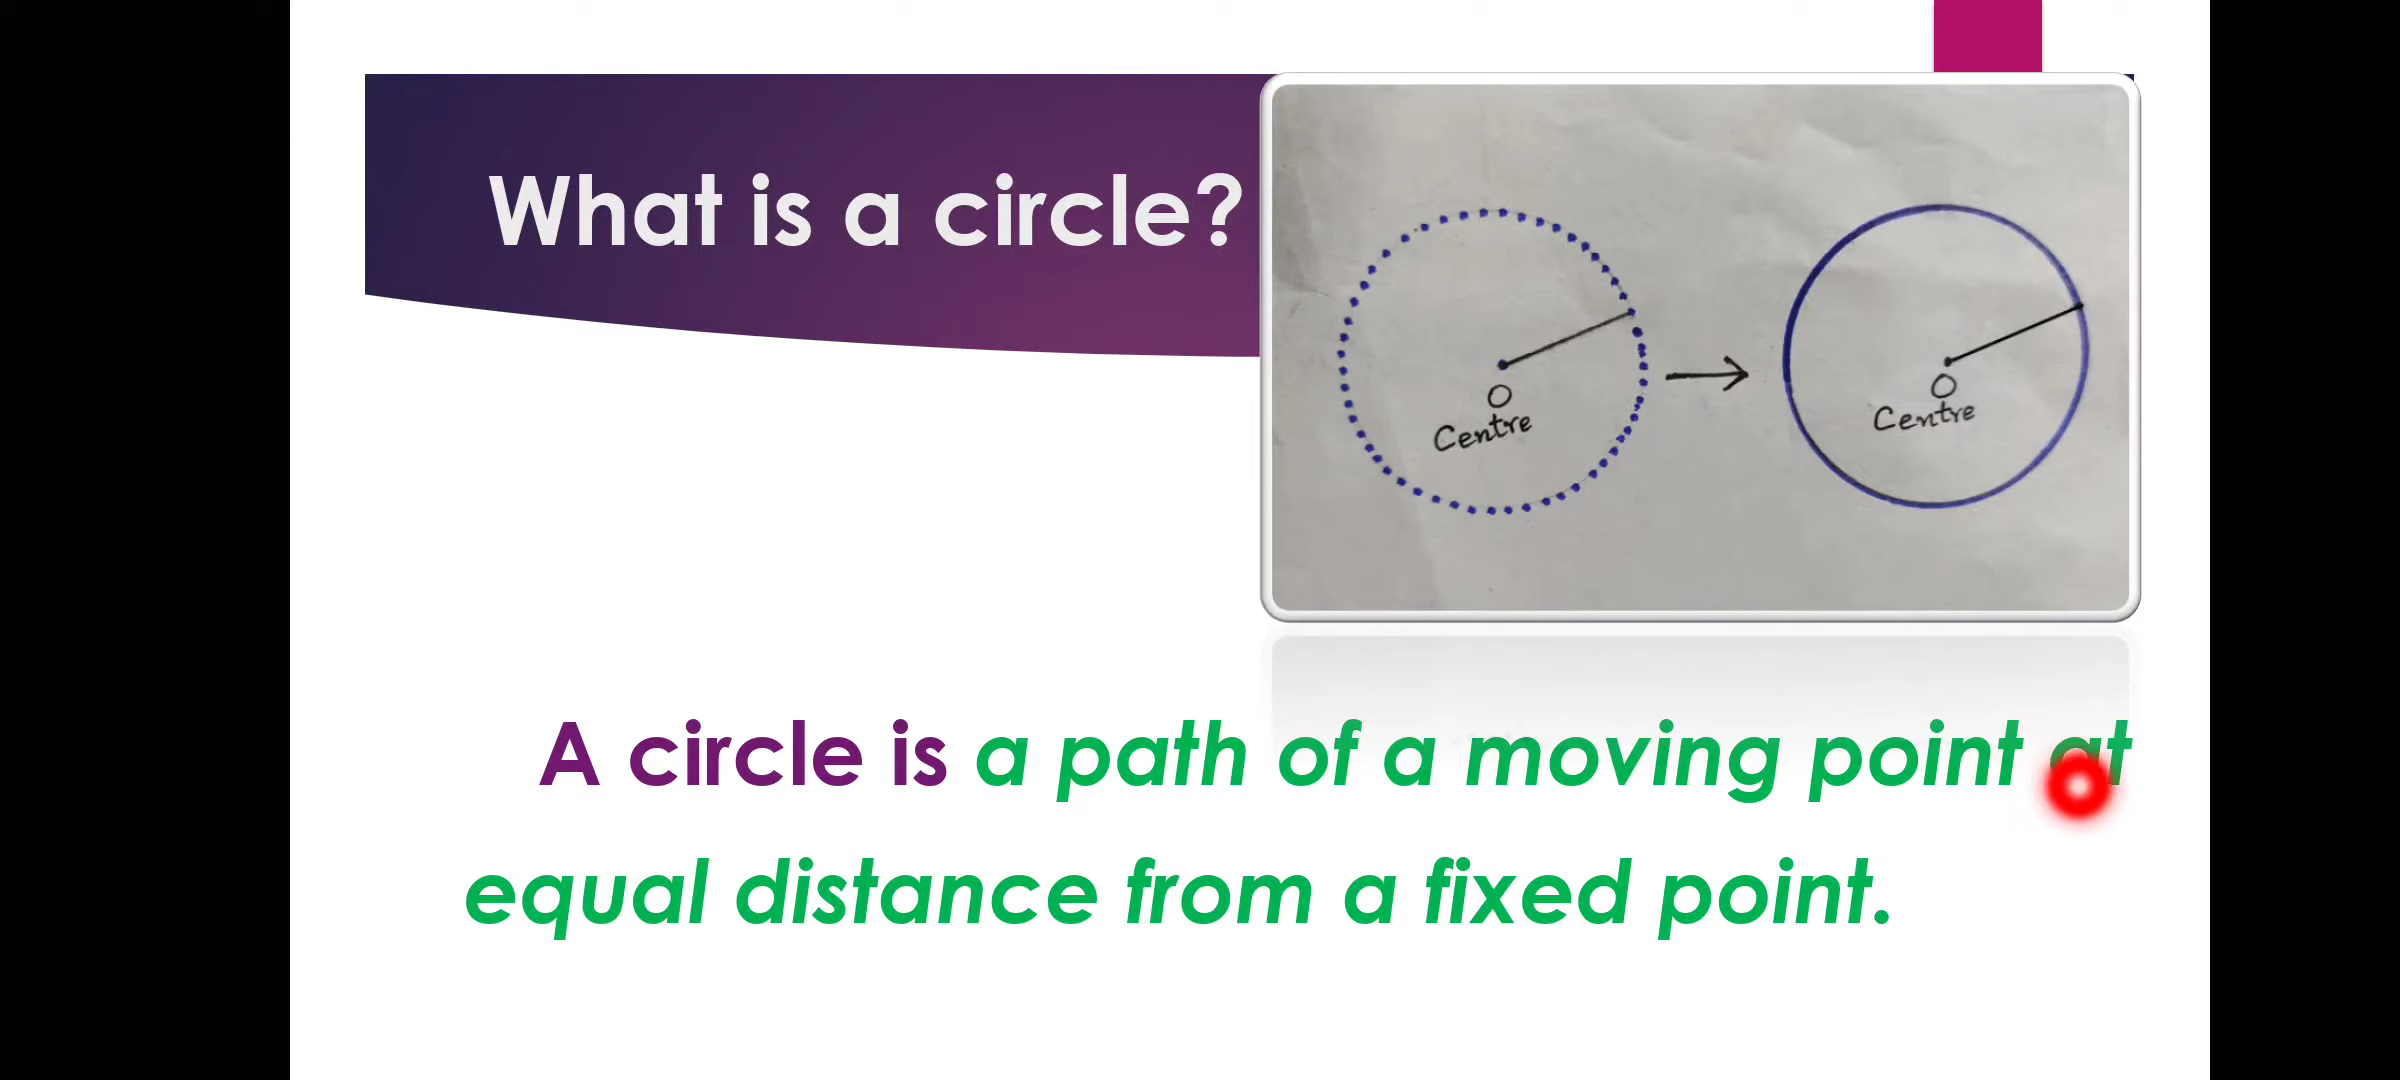 What is a circle?
O
Centre
O
Centre
A circle is a path of a moving point at
equal distance from a fixed point.